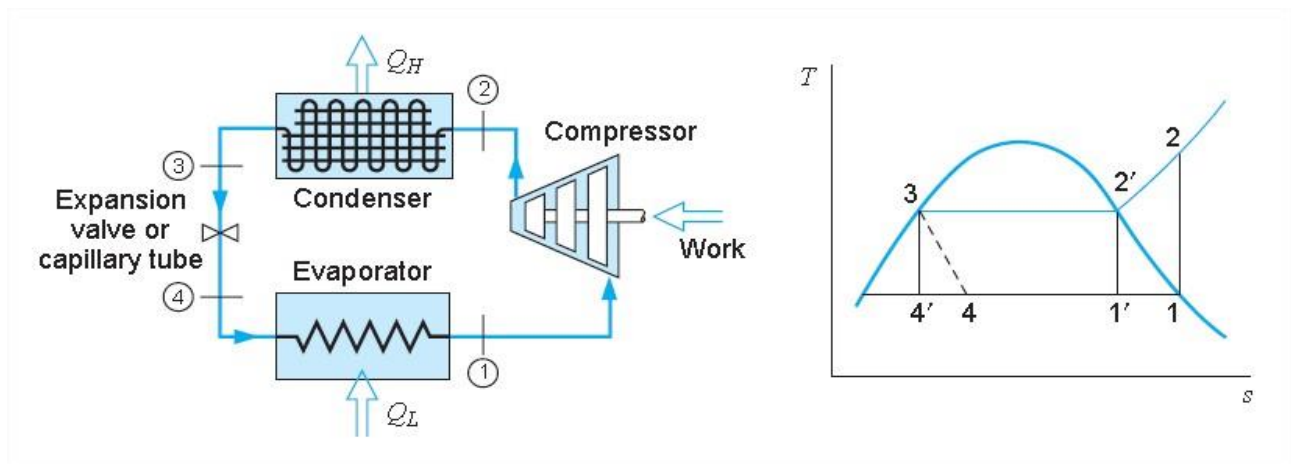 Q_H
②
Compressor
③
Condenser
Expansion
valve or
capillary tube
Work
Evaporator
④
①
Q_L
T
2
2′
3
4′ 4 1′ 1
s